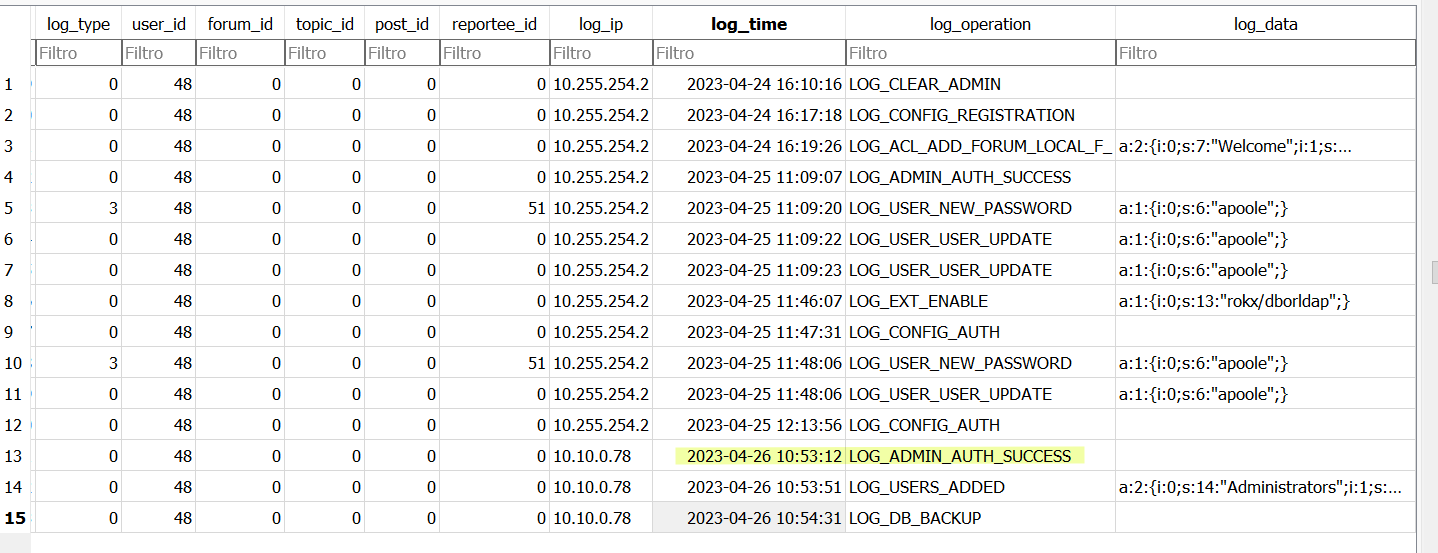 log_type user_id forum_id topic_id post_id reportee_id log_ip log_time log_operation log_data
Filtro Filtro Filtro Filtro Filtro Filtro Filtro Filtro Filtro Filtro
1 0 48 0 0 0 0 10.255.254.2 2023-04-24 16:10:16 LOG_CLEAR_ADMIN
2 0 48 0 0 0 0 10.255.254.2 2023-04-24 16:17:18 LOG_CONFIG_REGISTRATION
3 0 48 0 0 0 0 10.255.254.2 2023-04-24 16:19:26 LOG_ACL_ADD_FORUM_LOCAL_F_ a:2:{i:0;s:7:"Welcome";i:1;s:…
4 0 48 0 0 0 0 10.255.254.2 2023-04-25 11:09:07 LOG_ADMIN_AUTH_SUCCESS
5 3 48 0 0 0 51 10.255.254.2 2023-04-25 11:09:20 LOG_USER_NEW_PASSWORD a:1:{i:0;s:6:"apoole";}
6 0 48 0 0 0 0 10.255.254.2 2023-04-25 11:09:22 LOG_USER_USER_UPDATE a:1:{i:0;s:6:"apoole";}
7 0 48 0 0 0 0 10.255.254.2 2023-04-25 11:09:23 LOG_USER_USER_UPDATE a:1:{i:0;s:6:"apoole";}
8 0 48 0 0 0 0 10.255.254.2 2023-04-25 11:46:07 LOG_EXT_ENABLE a:1:{i:0;s:13:"rokx/dborldap";}
9 0 48 0 0 0 0 10.255.254.2 2023-04-25 11:47:31 LOG_CONFIG_AUTH
10 3 48 0 0 0 51 10.255.254.2 2023-04-25 11:48:06 LOG_USER_NEW_PASSWORD a:1:{i:0;s:6:"apoole";}
11 0 48 0 0 0 0 10.255.254.2 2023-04-25 11:48:06 LOG_USER_USER_UPDATE a:1:{i:0;s:6:"apoole";}
12 0 48 0 0 0 0 10.255.254.2 2023-04-25 12:13:56 LOG_CONFIG_AUTH
13 0 48 0 0 0 0 10.10.0.78 2023-04-26 10:53:12 LOG_ADMIN_AUTH_SUCCESS
14 0 48 0 0 0 0 10.10.0.78 2023-04-26 10:53:51 LOG_USERS_ADDED a:2:{i:0;s:14:"Administrators";i:1;s:…
15 0 48 0 0 0 0 10.10.0.78 2023-04-26 10:54:31 LOG_DB_BACKUP